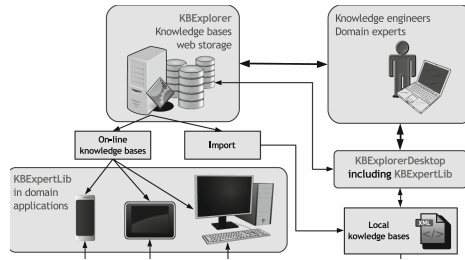 KBExplorer
Knowledge bases
web storage
Knowledge engineers
Domain experts
On-line
knowledge bases
Import
KBExpertLib
in domain
applications
KBExplorerDesktop
including KBExpertLib
Local
kowledge bases
XML
</>